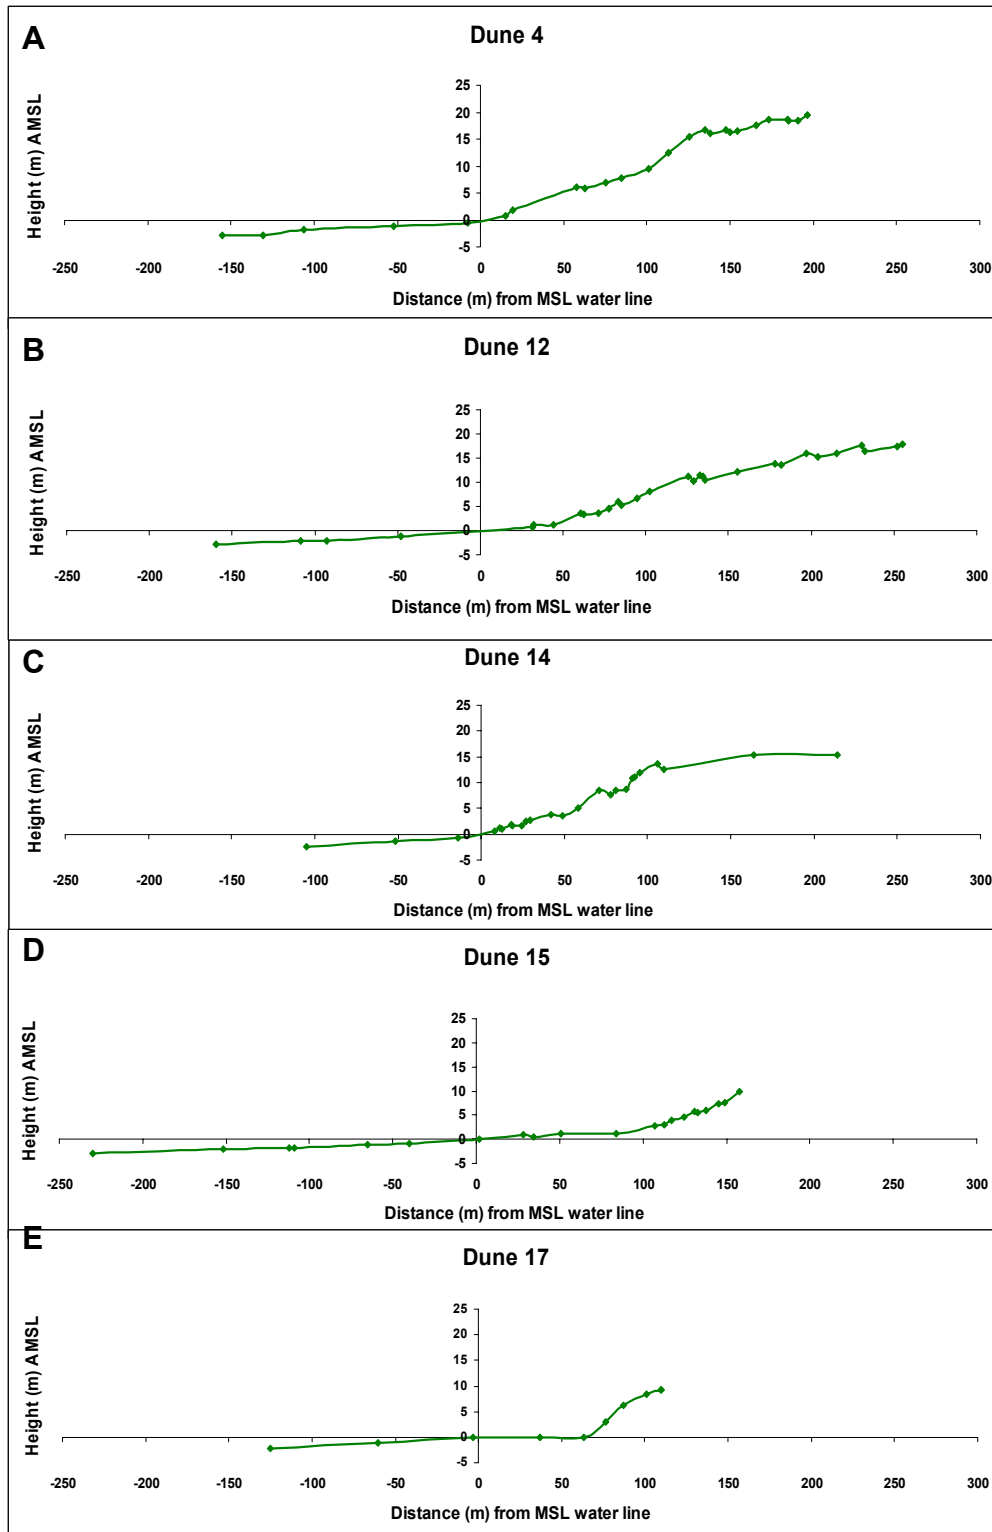 A
Dune 4
Height (m) AMSL
25
20
15
10
5
0
-5
-250 -200 -150 -100 -50 0 50 100 150 200 250 300
Distance (m) from MSL water line
B
Dune 12
Height (m) AMSL
25
20
15
10
5
0
-5
-250 -200 -150 -100 -50 0 50 100 150 200 250 300
Distance (m) from MSL water line
C
Dune 14
Height (m) AMSL
25
20
15
10
5
0
-5
-250 -200 -150 -100 -50 0 50 100 150 200 250 300
Distance (m) from MSL water line
D
Dune 15
Height (m) AMSL
25
20
15
10
5
0
-5
-250 -200 -150 -100 -50 0 50 100 150 200 250 300
Distance (m) from MSL water line
E
Dune 17
Height (m) AMSL
25
20
15
10
5
0
-5
-250 -200 -150 -100 -50 0 50 100 150 200 250 300
Distance (m) from MSL water line